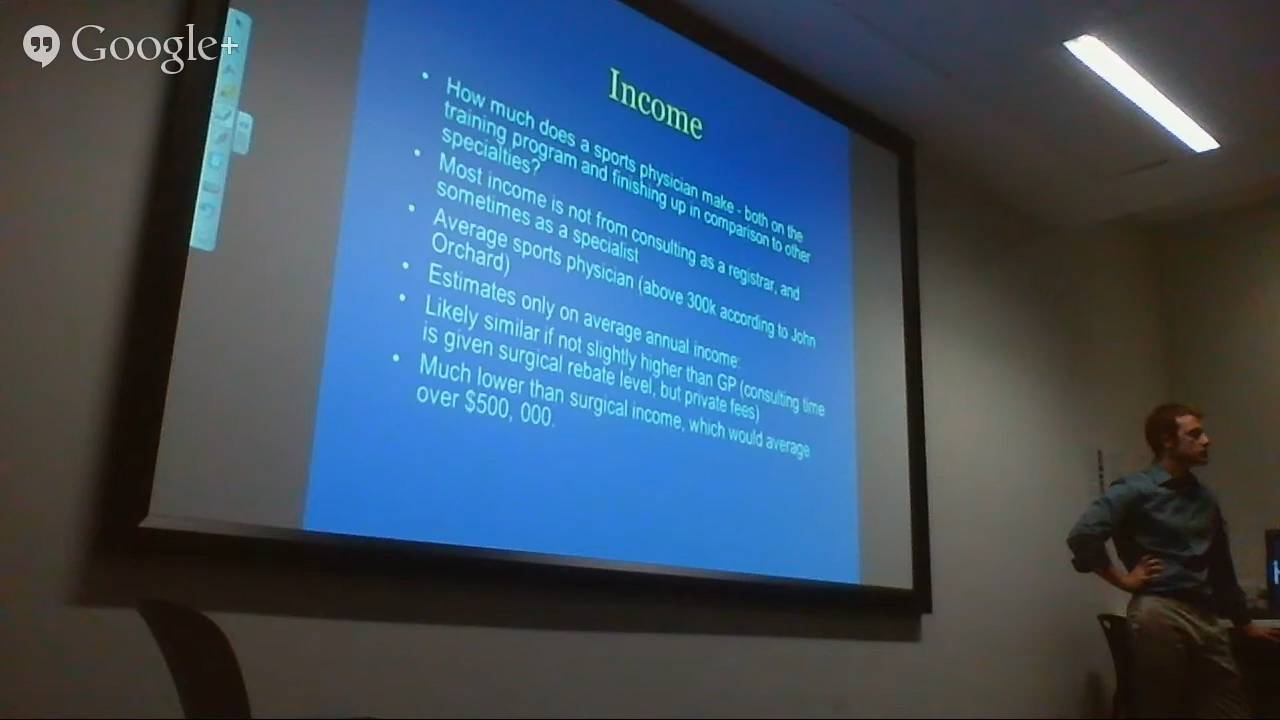 Google+
Income
• How much does a sports physician make - both on the
training program and finishing up in comparison to other
specialties?
• Most income is not from consulting as a registrar, and
sometimes as a specialist
• Average sports physician (above 300k according to John
Orchard)
• Estimates only on average annual income:
• Likely similar if not slightly higher than GP (consulting time
is given surgical rebate level, but private fees)
• Much lower than surgical income, which would average
over $500, 000.